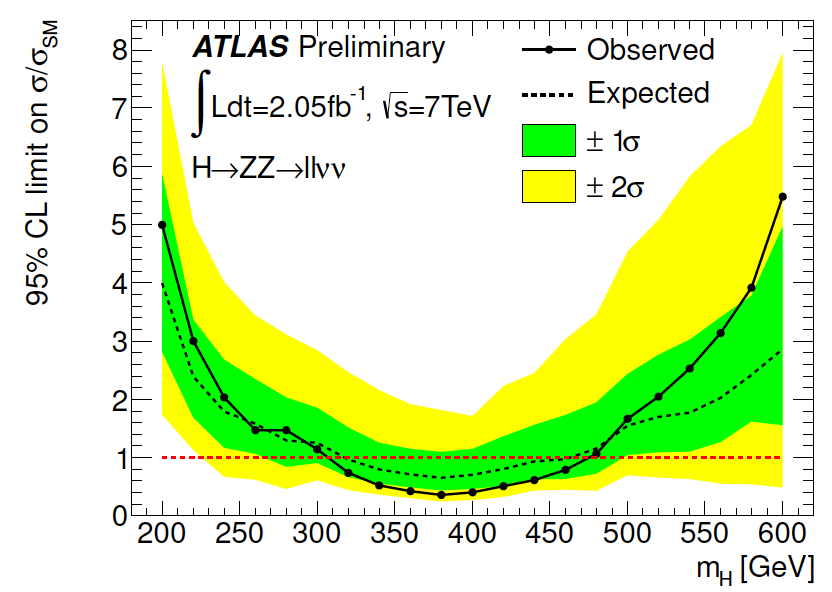 95% CL limit on σ/σSM
8
7
6
5
4
3
2
1
0
ATLAS Preliminary
∫Ldt=2.05fb-1, √s=7TeV
H→ZZ→llνν
Observed
Expected
± 1σ
± 2σ
200 250 300 350 400 450 500 550 600
mH [GeV]